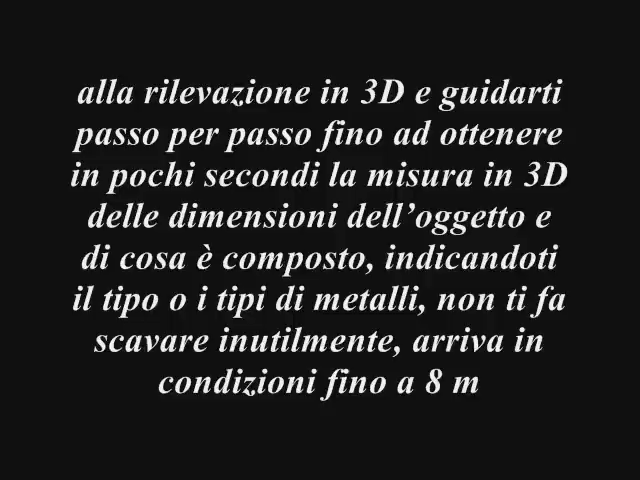 alla rilevazione in 3D e guidarti
passo per passo fino ad ottenere
in pochi secondi la misura in 3D
delle dimensioni dell’oggetto e
di cosa è composto, indicandoti
il tipo o i tipi di metalli, non ti fa
scavare inutilmente, arriva in
condizioni fino a 8 m